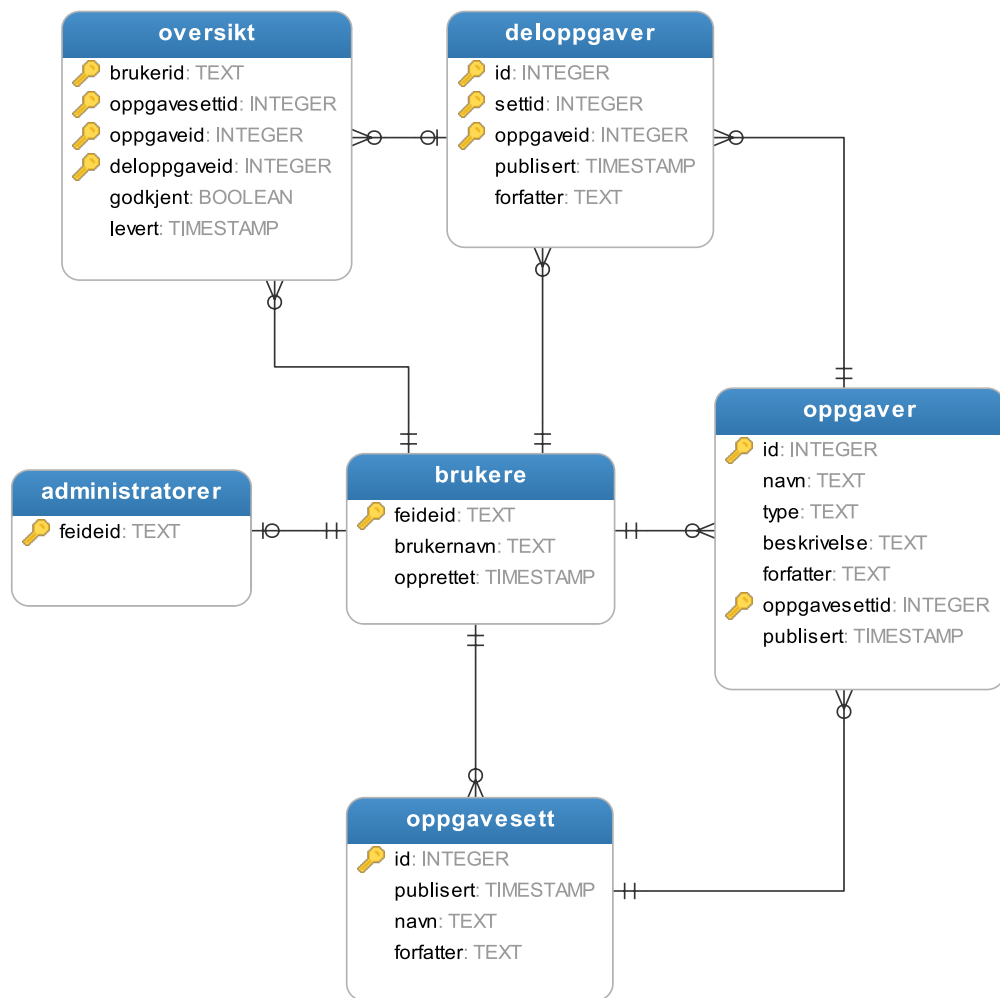 oversikt
brukerid: TEXT
oppgavesettid: INTEGER
oppgaveid: INTEGER
deloppgaveid: INTEGER
godkjent: BOOLEAN
levert: TIMESTAMP
deloppgaver
id: INTEGER
settid: INTEGER
oppgaveid: INTEGER
publisert: TIMESTAMP
forfatter: TEXT
oppgaver
id: INTEGER
navn: TEXT
type: TEXT
beskrivelse: TEXT
forfatter: TEXT
oppgavesettid: INTEGER
publisert: TIMESTAMP
administratorer
feideid: TEXT
brukere
feideid: TEXT
brukernavn: TEXT
opprettet: TIMESTAMP
oppgavesett
id: INTEGER
publisert: TIMESTAMP
navn: TEXT
forfatter: TEXT